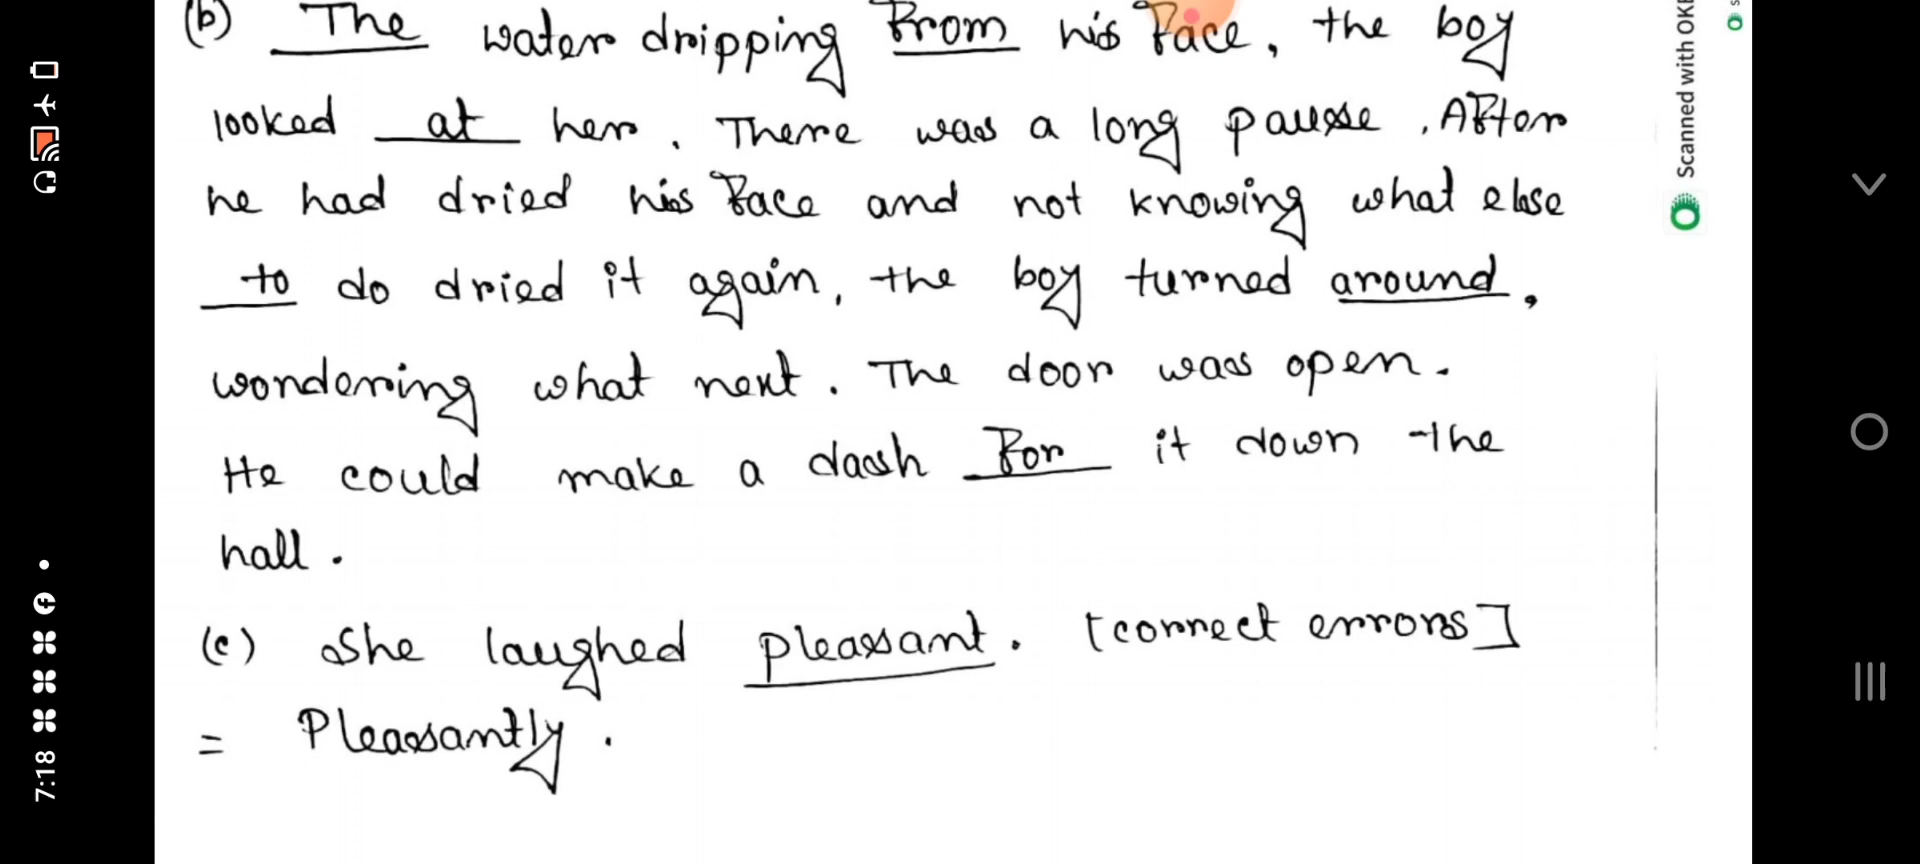 (b) The water dripping from his face, the boy
looked at her. There was a long pause. After
he had dried his face and not knowing what else
to do dried it again, the boy turned around,
wondering what next. The door was open.
He could make a dash for it down the
hall.
(c) She laughed pleasant. [correct errors]
= Pleasantly.
Scanned with OKE
7:18